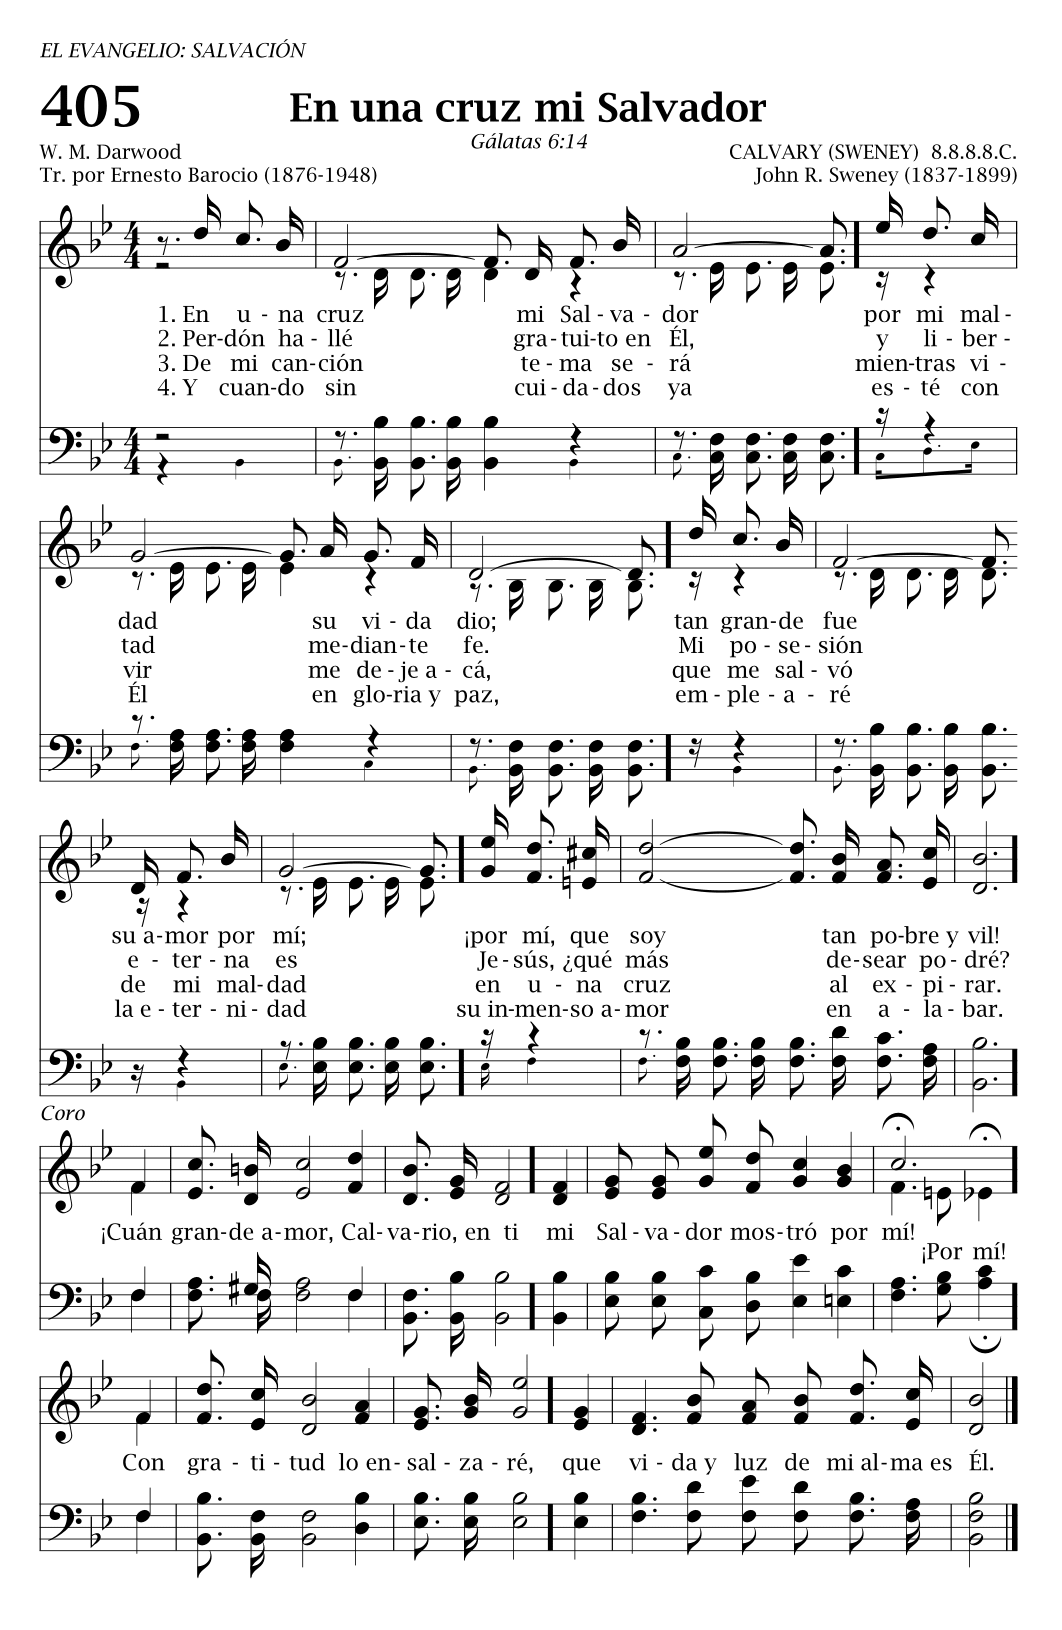 EL EVANGELIO: SALVACIÓN
405
En una cruz mi Salvador
Gálatas 6:14
W. M. Darwood
CALVARY (SWENEY) 8.8.8.8.C.
Tr. por Ernesto Barocio (1876-1948)
John R. Sweney (1837-1899)
1. En u - na cruz mi Sal - va - dor por mi mal -
2. Per-dón ha - llé gra - tui-to en Él, y li - ber -
3. De mi can-ción te - ma se - rá mien-tras vi -
4. Y cuan-do sin cui - da - dos ya es - té con
dad su vi - da dio; tan gran-de fue
tad me-dian-te fe. Mi po - se - sión
vir me de - je a - cá, que me sal - vó
Él en glo-ria y paz, em - ple - a - ré
su a-mor por mí; ¡por mí, que soy tan po-bre y vil!
e - ter - na es Je - sús, ¿qué más de-sear po - dré?
de mi mal-dad en u - na cruz al ex - pi - rar.
la e - ter - ni - dad su in-men-so a-mor en a - la - bar.
Coro
¡Cuán gran-de a-mor, Cal-va-rio, en ti mi Sal - va - dor mos-tró por mí!
¡Por mí!
Con gra - ti - tud lo en-sal - za - ré, que vi - da y luz de mi al-ma es Él.